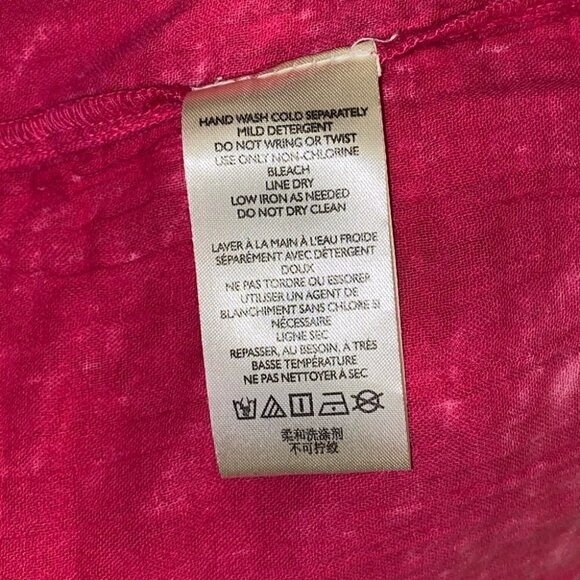 HAND WASH COLD SEPARATELY
MILD DETERGENT
DO NOT WRING OR TWIST
USE ONLY NON-CHLORINE
BLEACH
LINE DRY
LOW IRON AS NEEDED
DO NOT DRY CLEAN
LAVER À LA MAIN À L'EAU FROIDE
SÉPARÉMENT AVEC DÉTERGENT
DOUX
NE PAS TORDRE OU ESSORER
UTILISER UN AGENT DE
BLANCHIMENT SANS CHLORE SI
NÉCESSAIRE
LIGNE SEC
REPASSER, AU BESOIN, À TRÈS
BASSE TEMPÉRATURE
NE PAS NETTOYER À SEC
柔和洗涤剂
不可拧绞